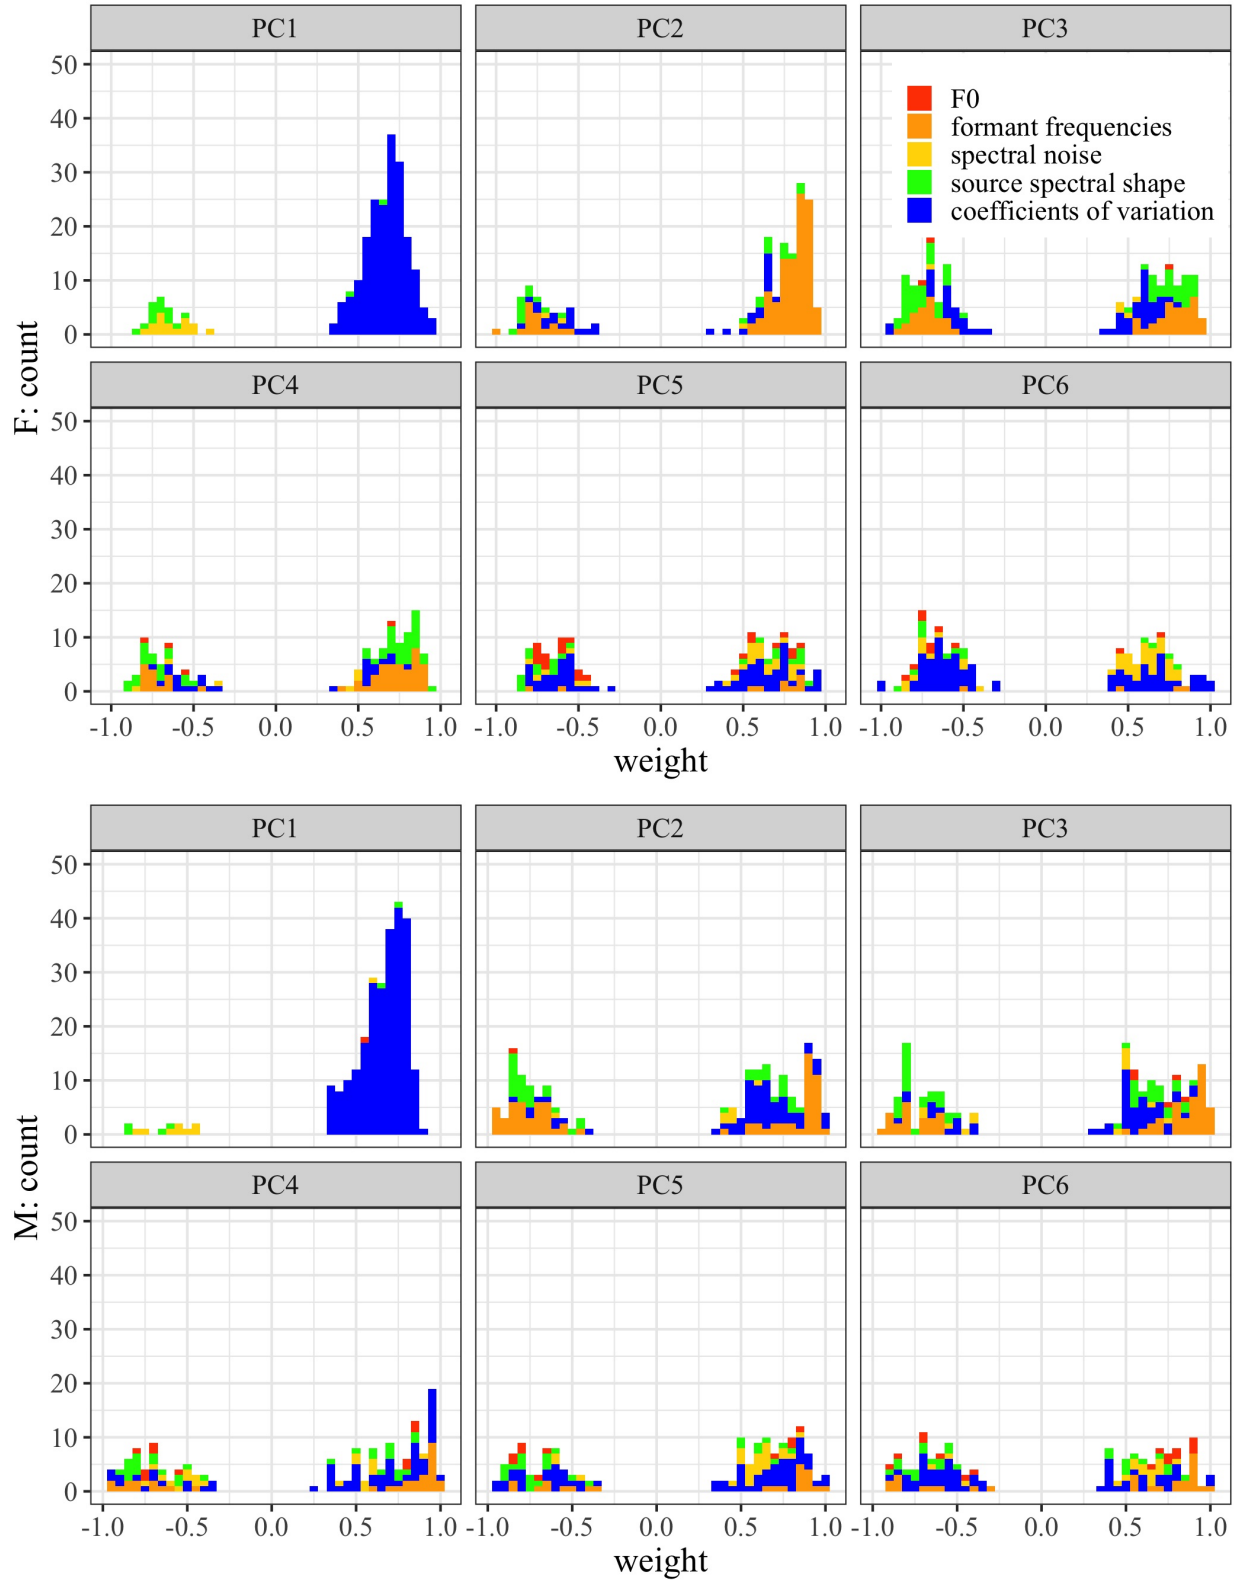 PC1 PC2 PC3
50
40
30
20
10
0
F0
formant frequencies
spectral noise
source spectral shape
coefficients of variation
F: count
PC4 PC5 PC6
50
40
30
20
10
0
-1.0 -0.5 0.0 0.5 1.0 -1.0 -0.5 0.0 0.5 1.0 -1.0 -0.5 0.0 0.5 1.0
weight
PC1 PC2 PC3
50
40
30
20
10
0
M: count
PC4 PC5 PC6
50
40
30
20
10
0
-1.0 -0.5 0.0 0.5 1.0 -1.0 -0.5 0.0 0.5 1.0 -1.0 -0.5 0.0 0.5 1.0
weight